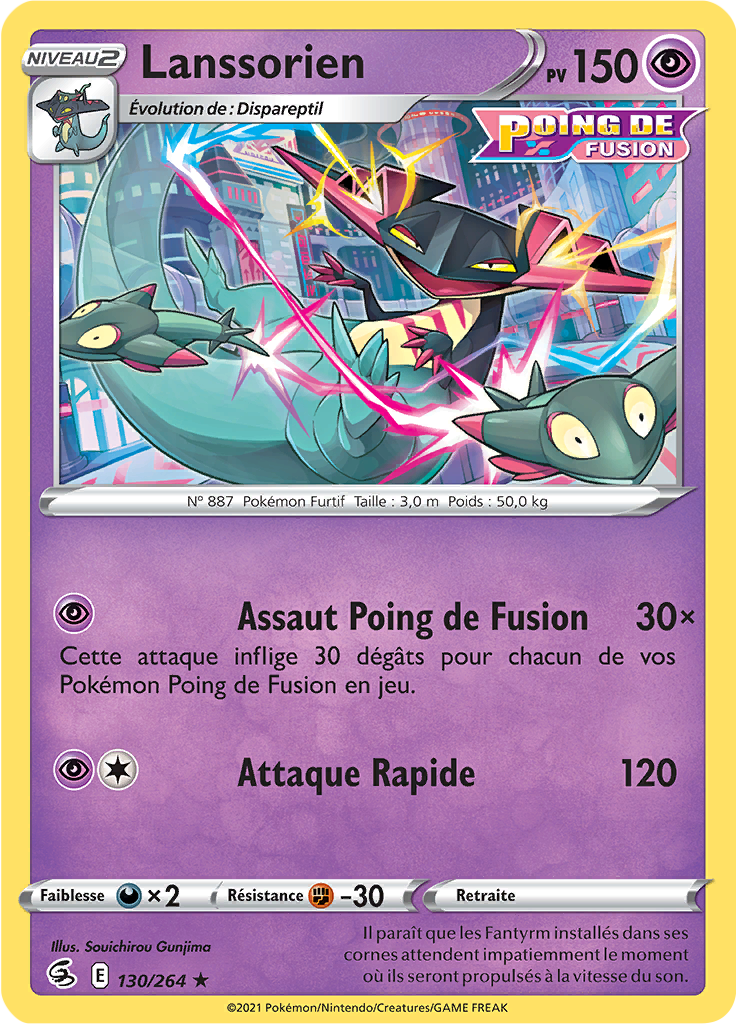 NIVEAU 2
Lanssorien
PV 150
Évolution de : Dispareptil
POING DE
FUSION
N° 887 Pokémon Furtif Taille : 3,0 m Poids : 50,0 kg
Assaut Poing de Fusion 30×
Cette attaque inflige 30 dégâts pour chacun de vos
Pokémon Poing de Fusion en jeu.
Attaque Rapide 120
Faiblesse ×2 Résistance -30 Retraite
Illus. Souichirou Gunjima
Il paraît que les Fantyrm installés dans ses
cornes attendent impatiemment le moment
où ils seront propulsés à la vitesse du son.
E 130/264 ★
©2021 Pokémon/Nintendo/Creatures/GAME FREAK